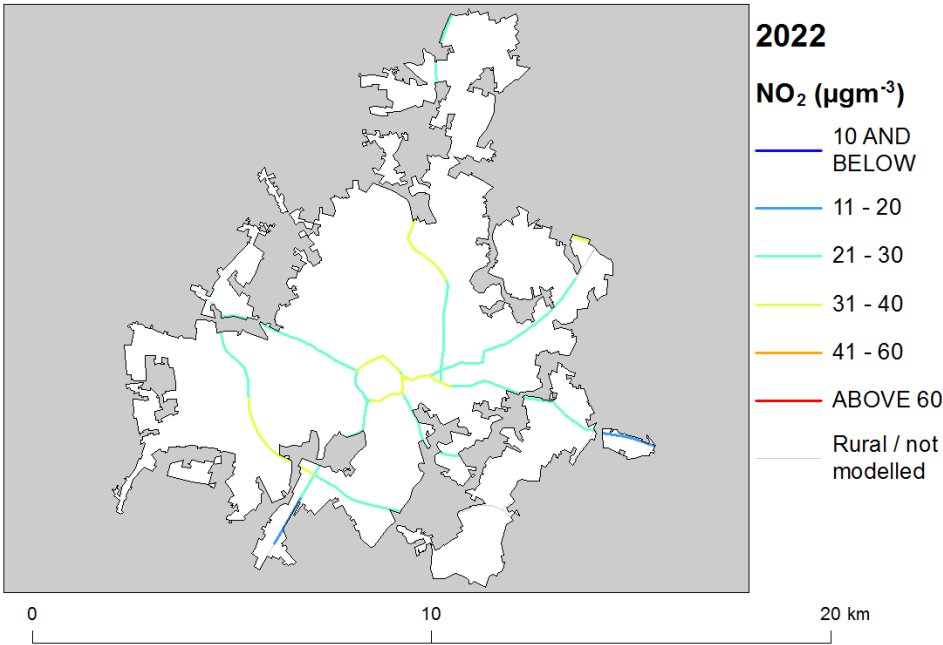 2022
NO₂ (µgm⁻³)
10 AND
BELOW
11 - 20
21 - 30
31 - 40
41 - 60
ABOVE 60
Rural / not
modelled
0 10 20 km